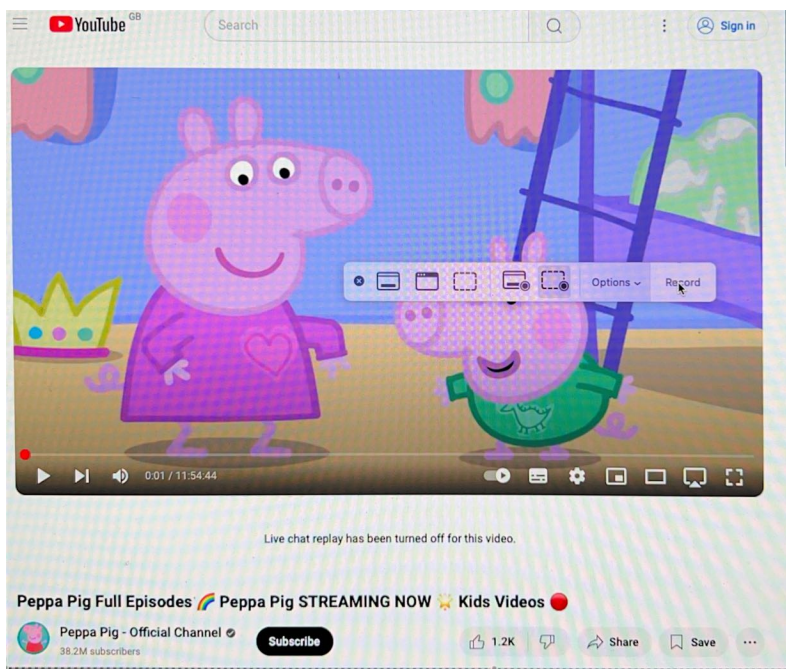 YouTube GB
Search
Sign in
Options
Record
0:01 / 11:54:44
Live chat replay has been turned off for this video.
Peppa Pig Full Episodes 🌈 Peppa Pig STREAMING NOW 🌟 Kids Videos 🔴
Peppa Pig - Official Channel
38.2M subscribers
Subscribe
1.2K
Share
Save